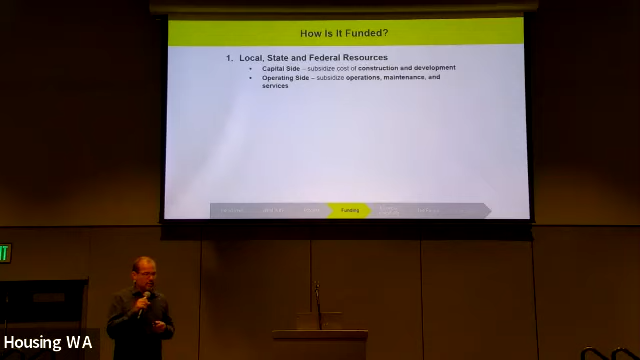 How Is It Funded?
1. Local, State and Federal Resources
• Capital Side – subsidize cost of construction and development
• Operating Side – subsidize operations, maintenance, and
services
Funding
IT
Housing WA